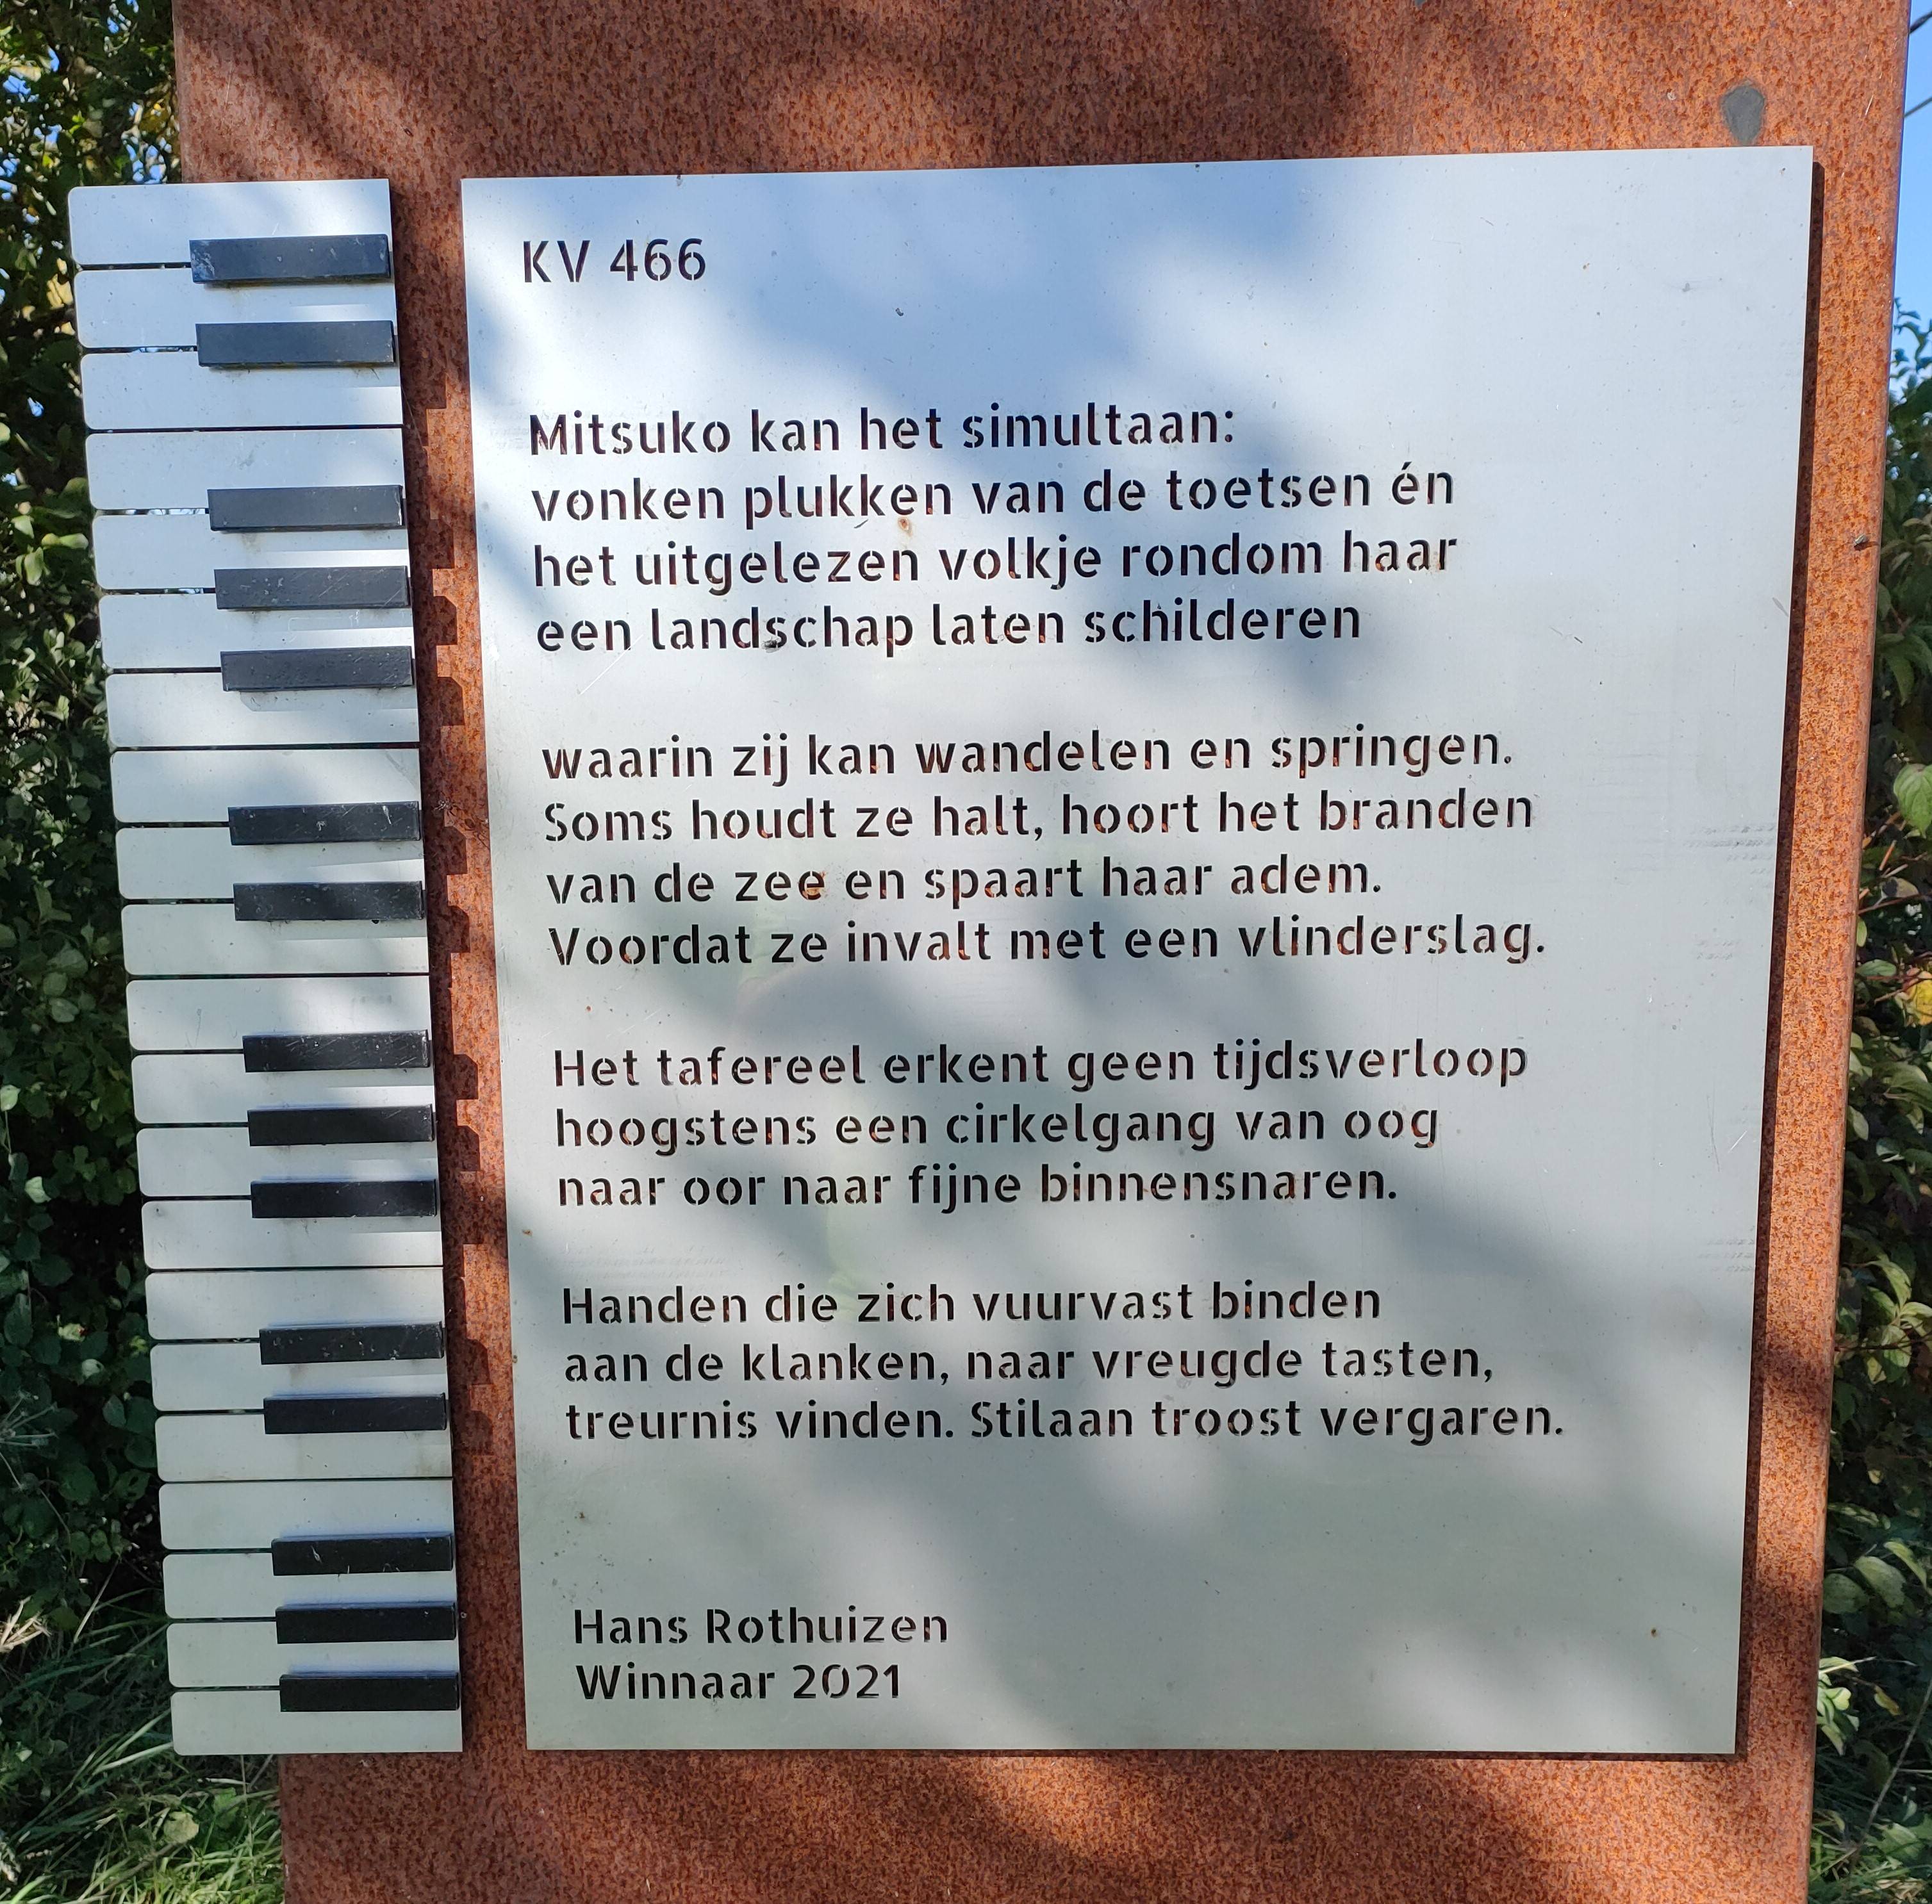 KV 466
Mitsuko kan het simultaan:
vonken plukken van de toetsen én
het uitgelezen volkje rondom haar
een landschap laten schilderen
waarin zij kan wandelen en springen.
Soms houdt ze halt, hoort het branden
van de zee en spaart haar adem.
Voordat ze invalt met een vlinderslag.
Het tafereel erkent geen tijdsverloop
hoogstens een cirkelgang van oog
naar oor naar fijne binnensnaren.
Handen die zich vuurvast binden
aan de klanken, naar vreugde tasten,
treurnis vinden. Stilaan troost vergaren.
Hans Rothuizen
Winnaar 2021